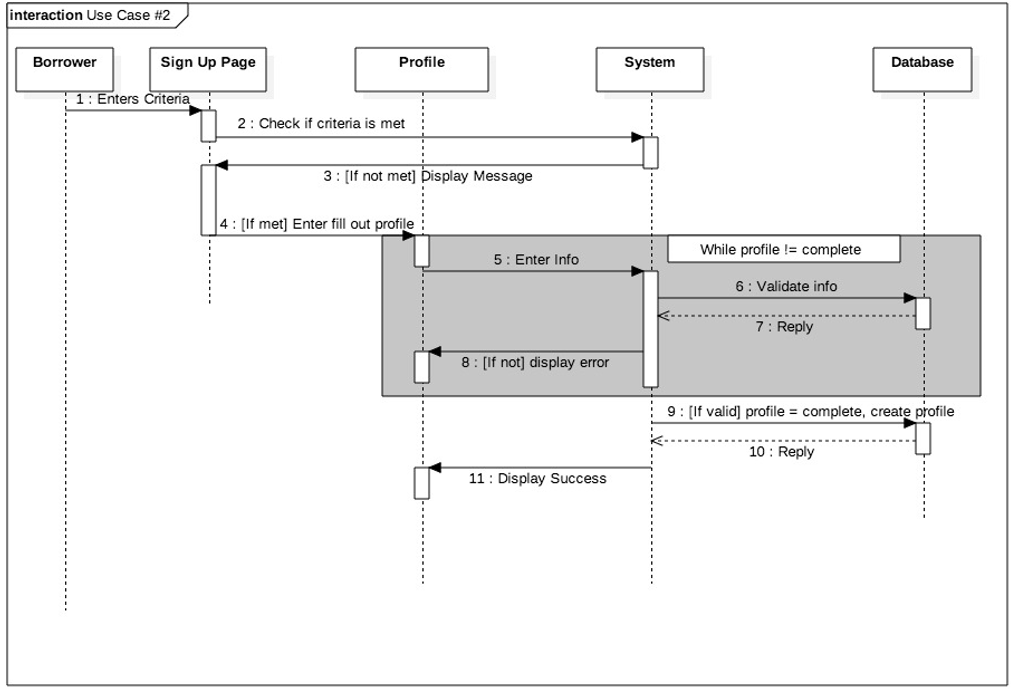 interaction Use Case #2
Borrower
Sign Up Page
Profile
System
Database
1 : Enters Criteria
2 : Check if criteria is met
3 : [If not met] Display Message
4 : [If met] Enter fill out profile
While profile != complete
5 : Enter Info
6 : Validate info
7 : Reply
8 : [If not] display error
9 : [If valid] profile = complete, create profile
10 : Reply
11 : Display Success